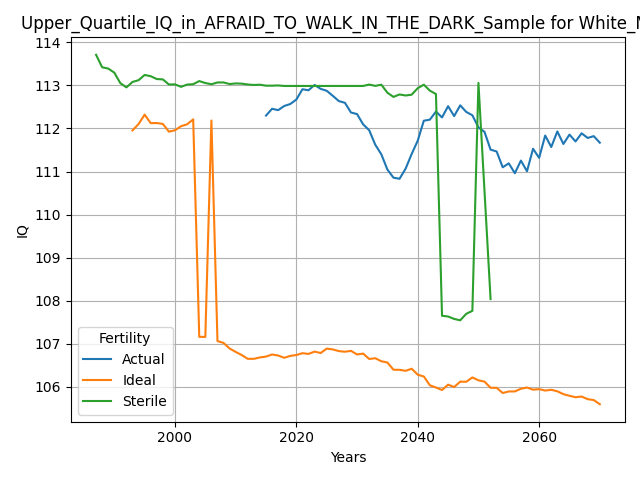 Upper_Quartile_IQ_in_AFRAID_TO_WALK_IN_THE_DARK_Sample for White_M
114
113
112
111
110
109
108
107
106
IQ
Fertility
Actual
Ideal
Sterile
2000
2020
2040
2060
Years